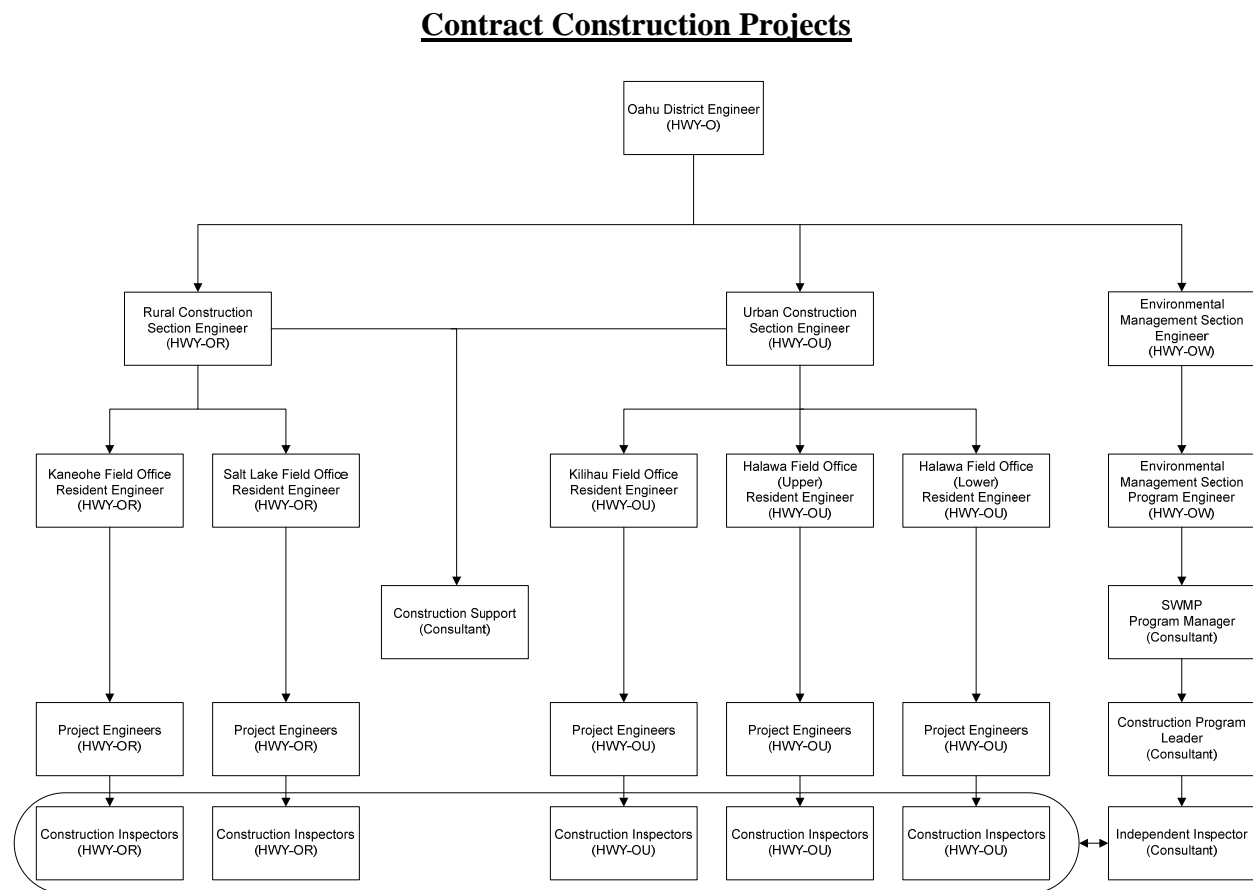 Contract Construction Projects
Oahu District Engineer
(HWY-O)
Rural Construction
Section Engineer
(HWY-OR)
Urban Construction
Section Engineer
(HWY-OU)
Environmental
Management Section
Engineer
(HWY-OW)
Kaneohe Field Office
Resident Engineer
(HWY-OR)
Salt Lake Field Office
Resident Engineer
(HWY-OR)
Kilihau Field Office
Resident Engineer
(HWY-OU)
Halawa Field Office
(Upper)
Resident Engineer
(HWY-OU)
Halawa Field Office
(Lower)
Resident Engineer
(HWY-OU)
Environmental
Management Section
Program Engineer
(HWY-OW)
Construction Support
(Consultant)
SWMP
Program Manager
(Consultant)
Project Engineers
(HWY-OR)
Project Engineers
(HWY-OR)
Project Engineers
(HWY-OU)
Project Engineers
(HWY-OU)
Project Engineers
(HWY-OU)
Construction Program
Leader
(Consultant)
Construction Inspectors
(HWY-OR)
Construction Inspectors
(HWY-OR)
Construction Inspectors
(HWY-OU)
Construction Inspectors
(HWY-OU)
Construction Inspectors
(HWY-OU)
Independent Inspector
(Consultant)